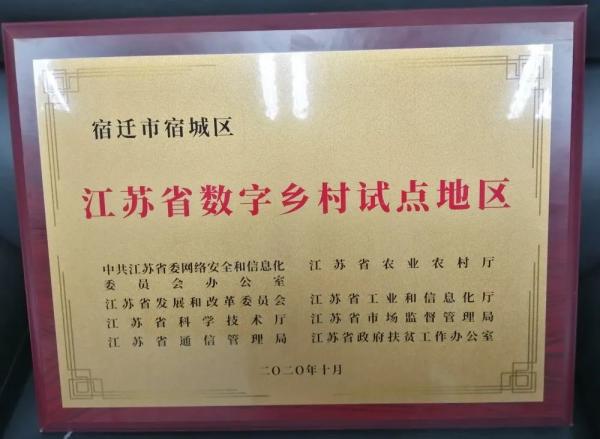 宿迁市宿城区
江苏省数字乡村试点地区
中共江苏省委网络安全和信息化 江苏省农业农村厅
委员会办公室
江苏省发展和改革委员会 江苏省工业和信息化厅
江苏省科学技术厅 江苏省市场监督管理局
江苏省通信管理局 江苏省政府扶贫工作办公室
二〇二〇年十月